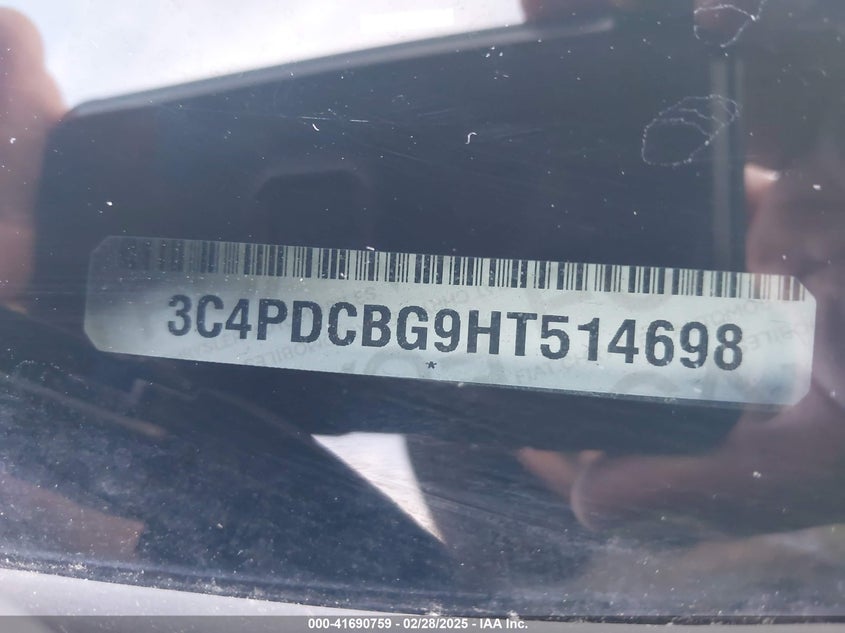 3C4PDCBG9HT514698
*
000-41690759 | 02/28/2025 - IAA Inc.